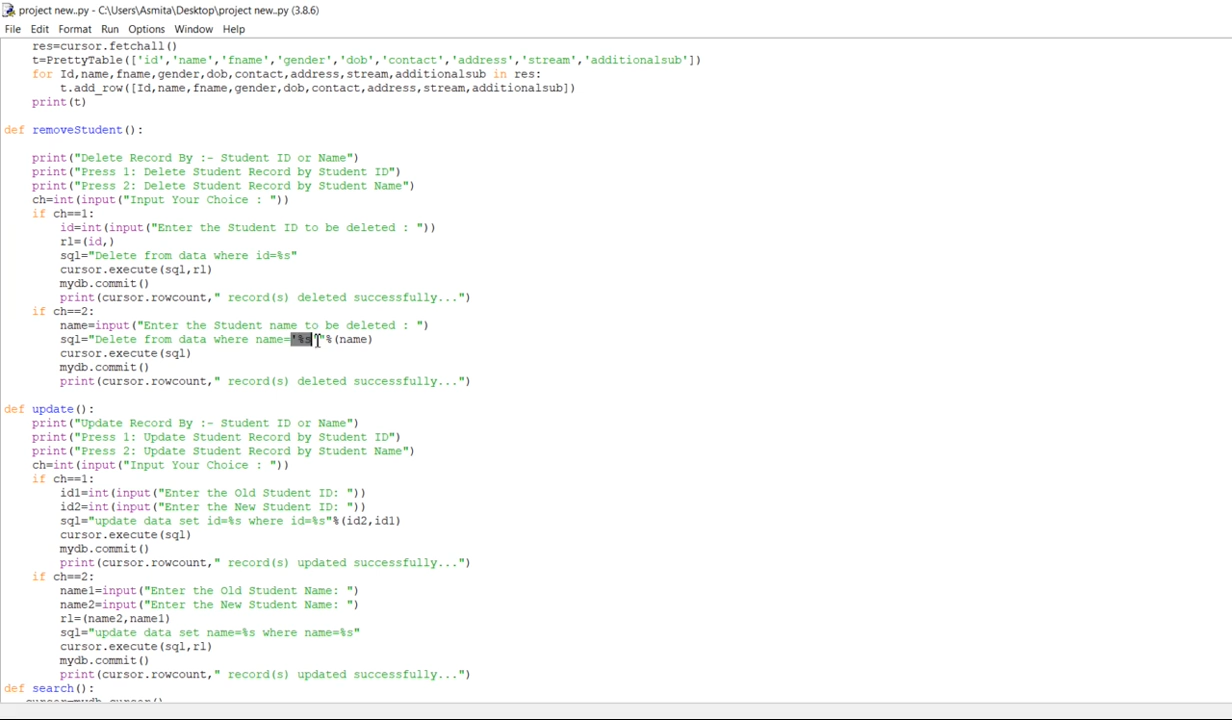 project new..py - C:\Users\Asmita\Desktop\project new..py (3.8.6)
File Edit Format Run Options Window Help
res=cursor.fetchall()
t=PrettyTable(['id','name','fname','gender','dob','contact','address','stream','additionalsub'])
for Id,name,fname,gender,dob,contact,address,stream,additionalsub in res:
t.add_row([Id,name,fname,gender,dob,contact,address,stream,additionalsub])
print(t)
def removeStudent():
print("Delete Record By :- Student ID or Name")
print("Press 1: Delete Student Record by Student ID")
print("Press 2: Delete Student Record by Student Name")
ch=int(input("Input Your Choice : "))
if ch==1:
id=int(input("Enter the Student ID to be deleted : "))
rl=(id,)
sql="Delete from data where id=%s"
cursor.execute(sql,rl)
mydb.commit()
print(cursor.rowcount," record(s) deleted successfully...")
if ch==2:
name=input("Enter the Student name to be deleted : ")
sql="Delete from data where name='%s'"%(name)
cursor.execute(sql)
mydb.commit()
print(cursor.rowcount," record(s) deleted successfully...")
def update():
print("Update Record By :- Student ID or Name")
print("Press 1: Update Student Record by Student ID")
print("Press 2: Update Student Record by Student Name")
ch=int(input("Input Your Choice : "))
if ch==1:
id1=int(input("Enter the Old Student ID: "))
id2=int(input("Enter the New Student ID: "))
sql="update data set id=%s where id=%s"%(id2,id1)
cursor.execute(sql)
mydb.commit()
print(cursor.rowcount," record(s) updated successfully...")
if ch==2:
name1=input("Enter the Old Student Name: ")
name2=input("Enter the New Student Name: ")
rl=(name2,name1)
sql="update data set name=%s where name=%s"
cursor.execute(sql,rl)
mydb.commit()
print(cursor.rowcount," record(s) updated successfully...")
def search():